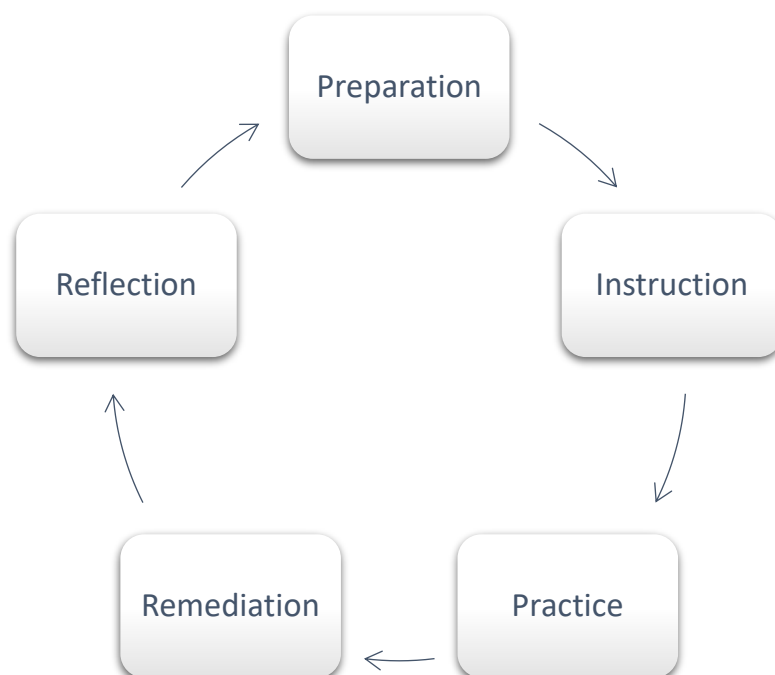 Preparation
Instruction
Practice
Remediation
Reflection